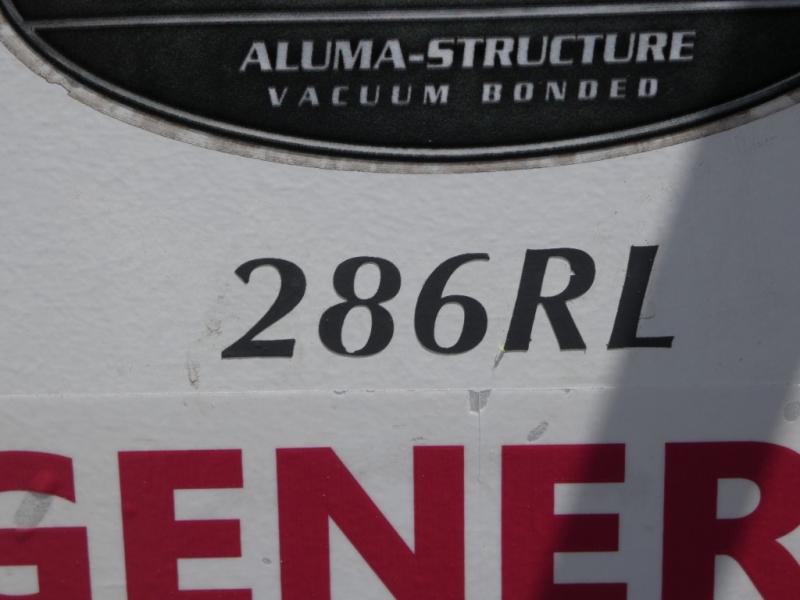 ALUMA-STRUCTURE
VACUUM BONDED
286RL
GENER